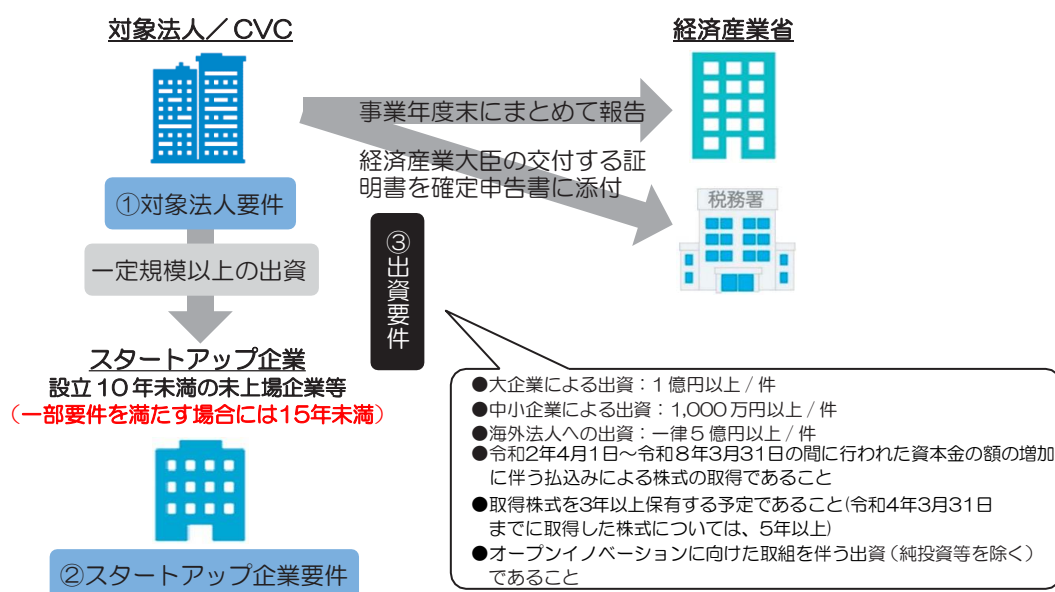 対象法人/CVC
経済産業省
事業年度末にまとめて報告
経済産業大臣の交付する証
明書を確定申告書に添付
税務署
①対象法人要件
一定規模以上の出資
③出資要件
スタートアップ企業
設立10年未満の未上場企業等
(一部要件を満たす場合には15年未満)
②スタートアップ企業要件
●大企業による出資:1億円以上/件
●中小企業による出資:1,000万円以上/件
●海外法人への出資:一律5億円以上/件
●令和2年4月1日~令和8年3月31日の間に行われた資本金の額の増加
に伴う払込みによる株式の取得であること
●取得株式を3年以上保有する予定であること(令和4年3月31日
までに取得した株式については、5年以上)
●オープンイノベーションに向けた取組を伴う出資(純投資等を除く)
であること